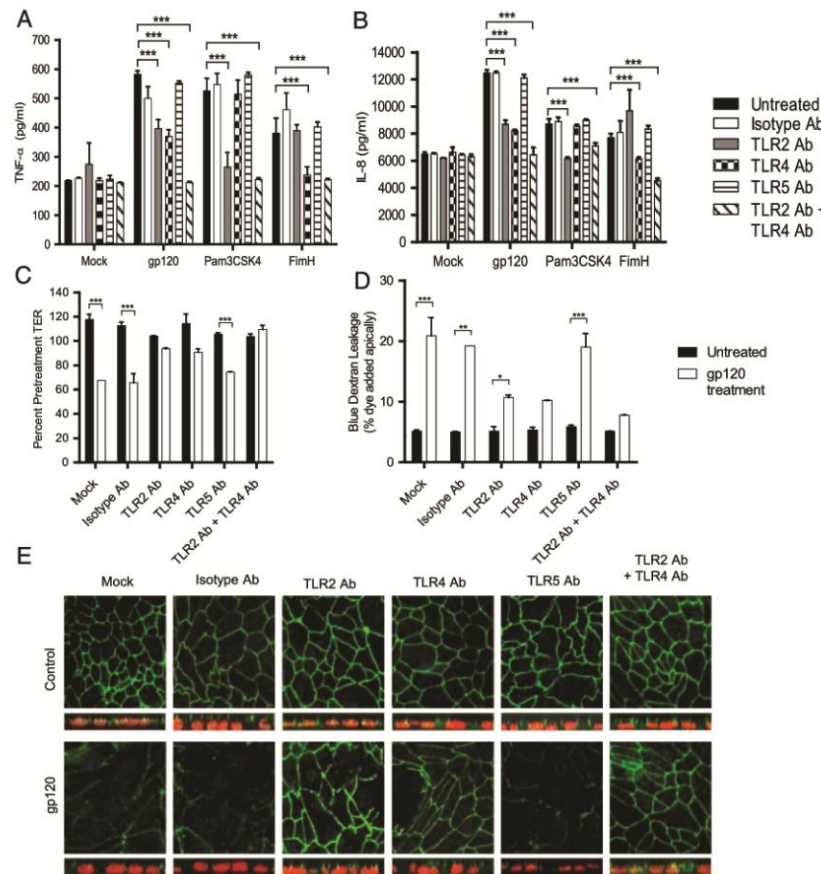 A
TNF-α (pg/ml)
700
600
500
400
300
200
100
0
***
***
***
***
***
***
***
Mock
gp120
Pam3CSK4
FimH
B
IL-8 (pg/ml)
14000
12000
10000
8000
6000
4000
2000
0
***
***
***
***
***
***
***
Mock
gp120
Pam3CSK4
FimH
Untreated
Isotype Ab
TLR2 Ab
TLR4 Ab
TLR5 Ab
TLR2 Ab +
TLR4 Ab
C
Percent Pretreatment TER
140
120
100
80
60
40
20
0
***
***
***
Mock
Isotype Ab
TLR2 Ab
TLR4 Ab
TLR5 Ab
TLR2 Ab + TLR4 Ab
D
Blue Dextran Leakage
(% dye added apically)
30
20
10
0
***
**
*
***
Mock
Isotype Ab
TLR2 Ab
TLR4 Ab
TLR5 Ab
TLR2 Ab + TLR4 Ab
Untreated
gp120
treatment
E
Mock
Isotype Ab
TLR2 Ab
TLR4 Ab
TLR5 Ab
TLR2 Ab
+ TLR4 Ab
Control
gp120